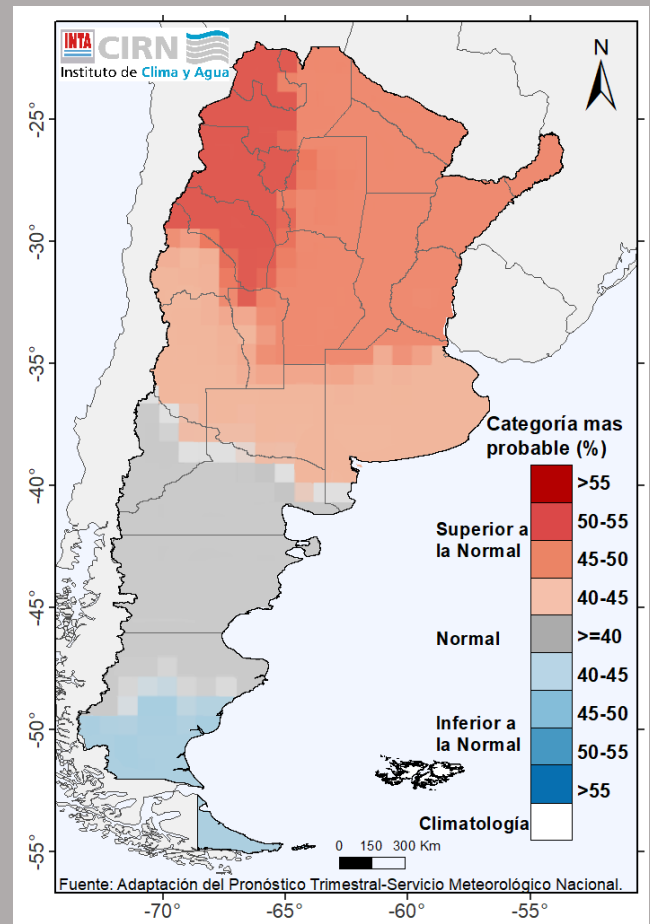 INTA
CIRN
Instituto de Clima y Agua
N
-25°
-30°
-35°
-40°
-45°
-50°
-55°
Categoría mas
probable (%)
>55
50-55
Superior a
la Normal
45-50
40-45
Normal
>=40
40-45
45-50
Inferior a
la Normal
50-55
>55
Climatología
0 150 300 Km
Fuente: Adaptación del Pronóstico Trimestral-Servicio Meteorológico Nacional.
-70°
-65°
-60°
-55°